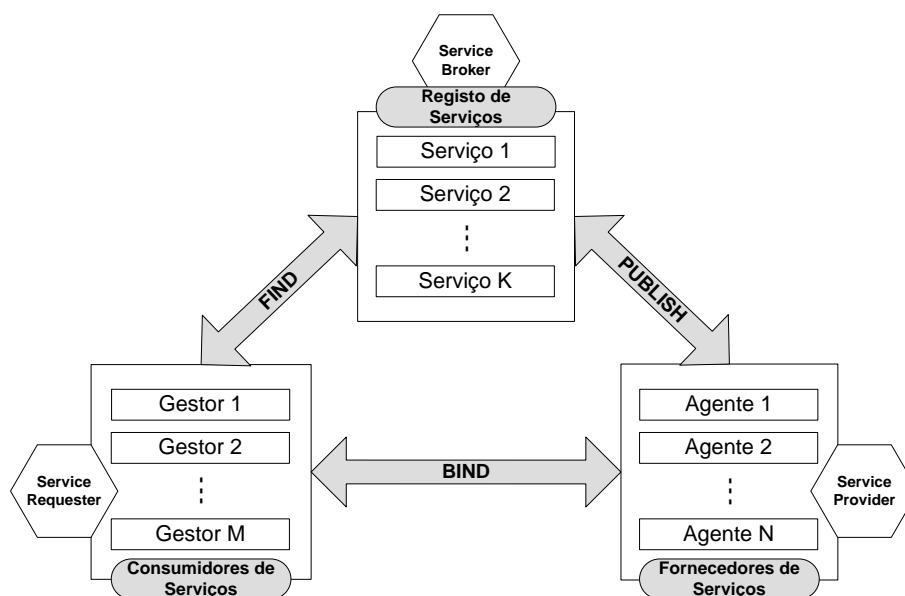 Service
Broker
Registo de
Serviços
Serviço 1
Serviço 2
Serviço K
FIND
PUBLISH
Gestor 1
Gestor 2
Gestor M
Service
Requester
Consumidores de
Serviços
BIND
Agente 1
Agente 2
Agente N
Service
Provider
Fornecedores de
Serviços